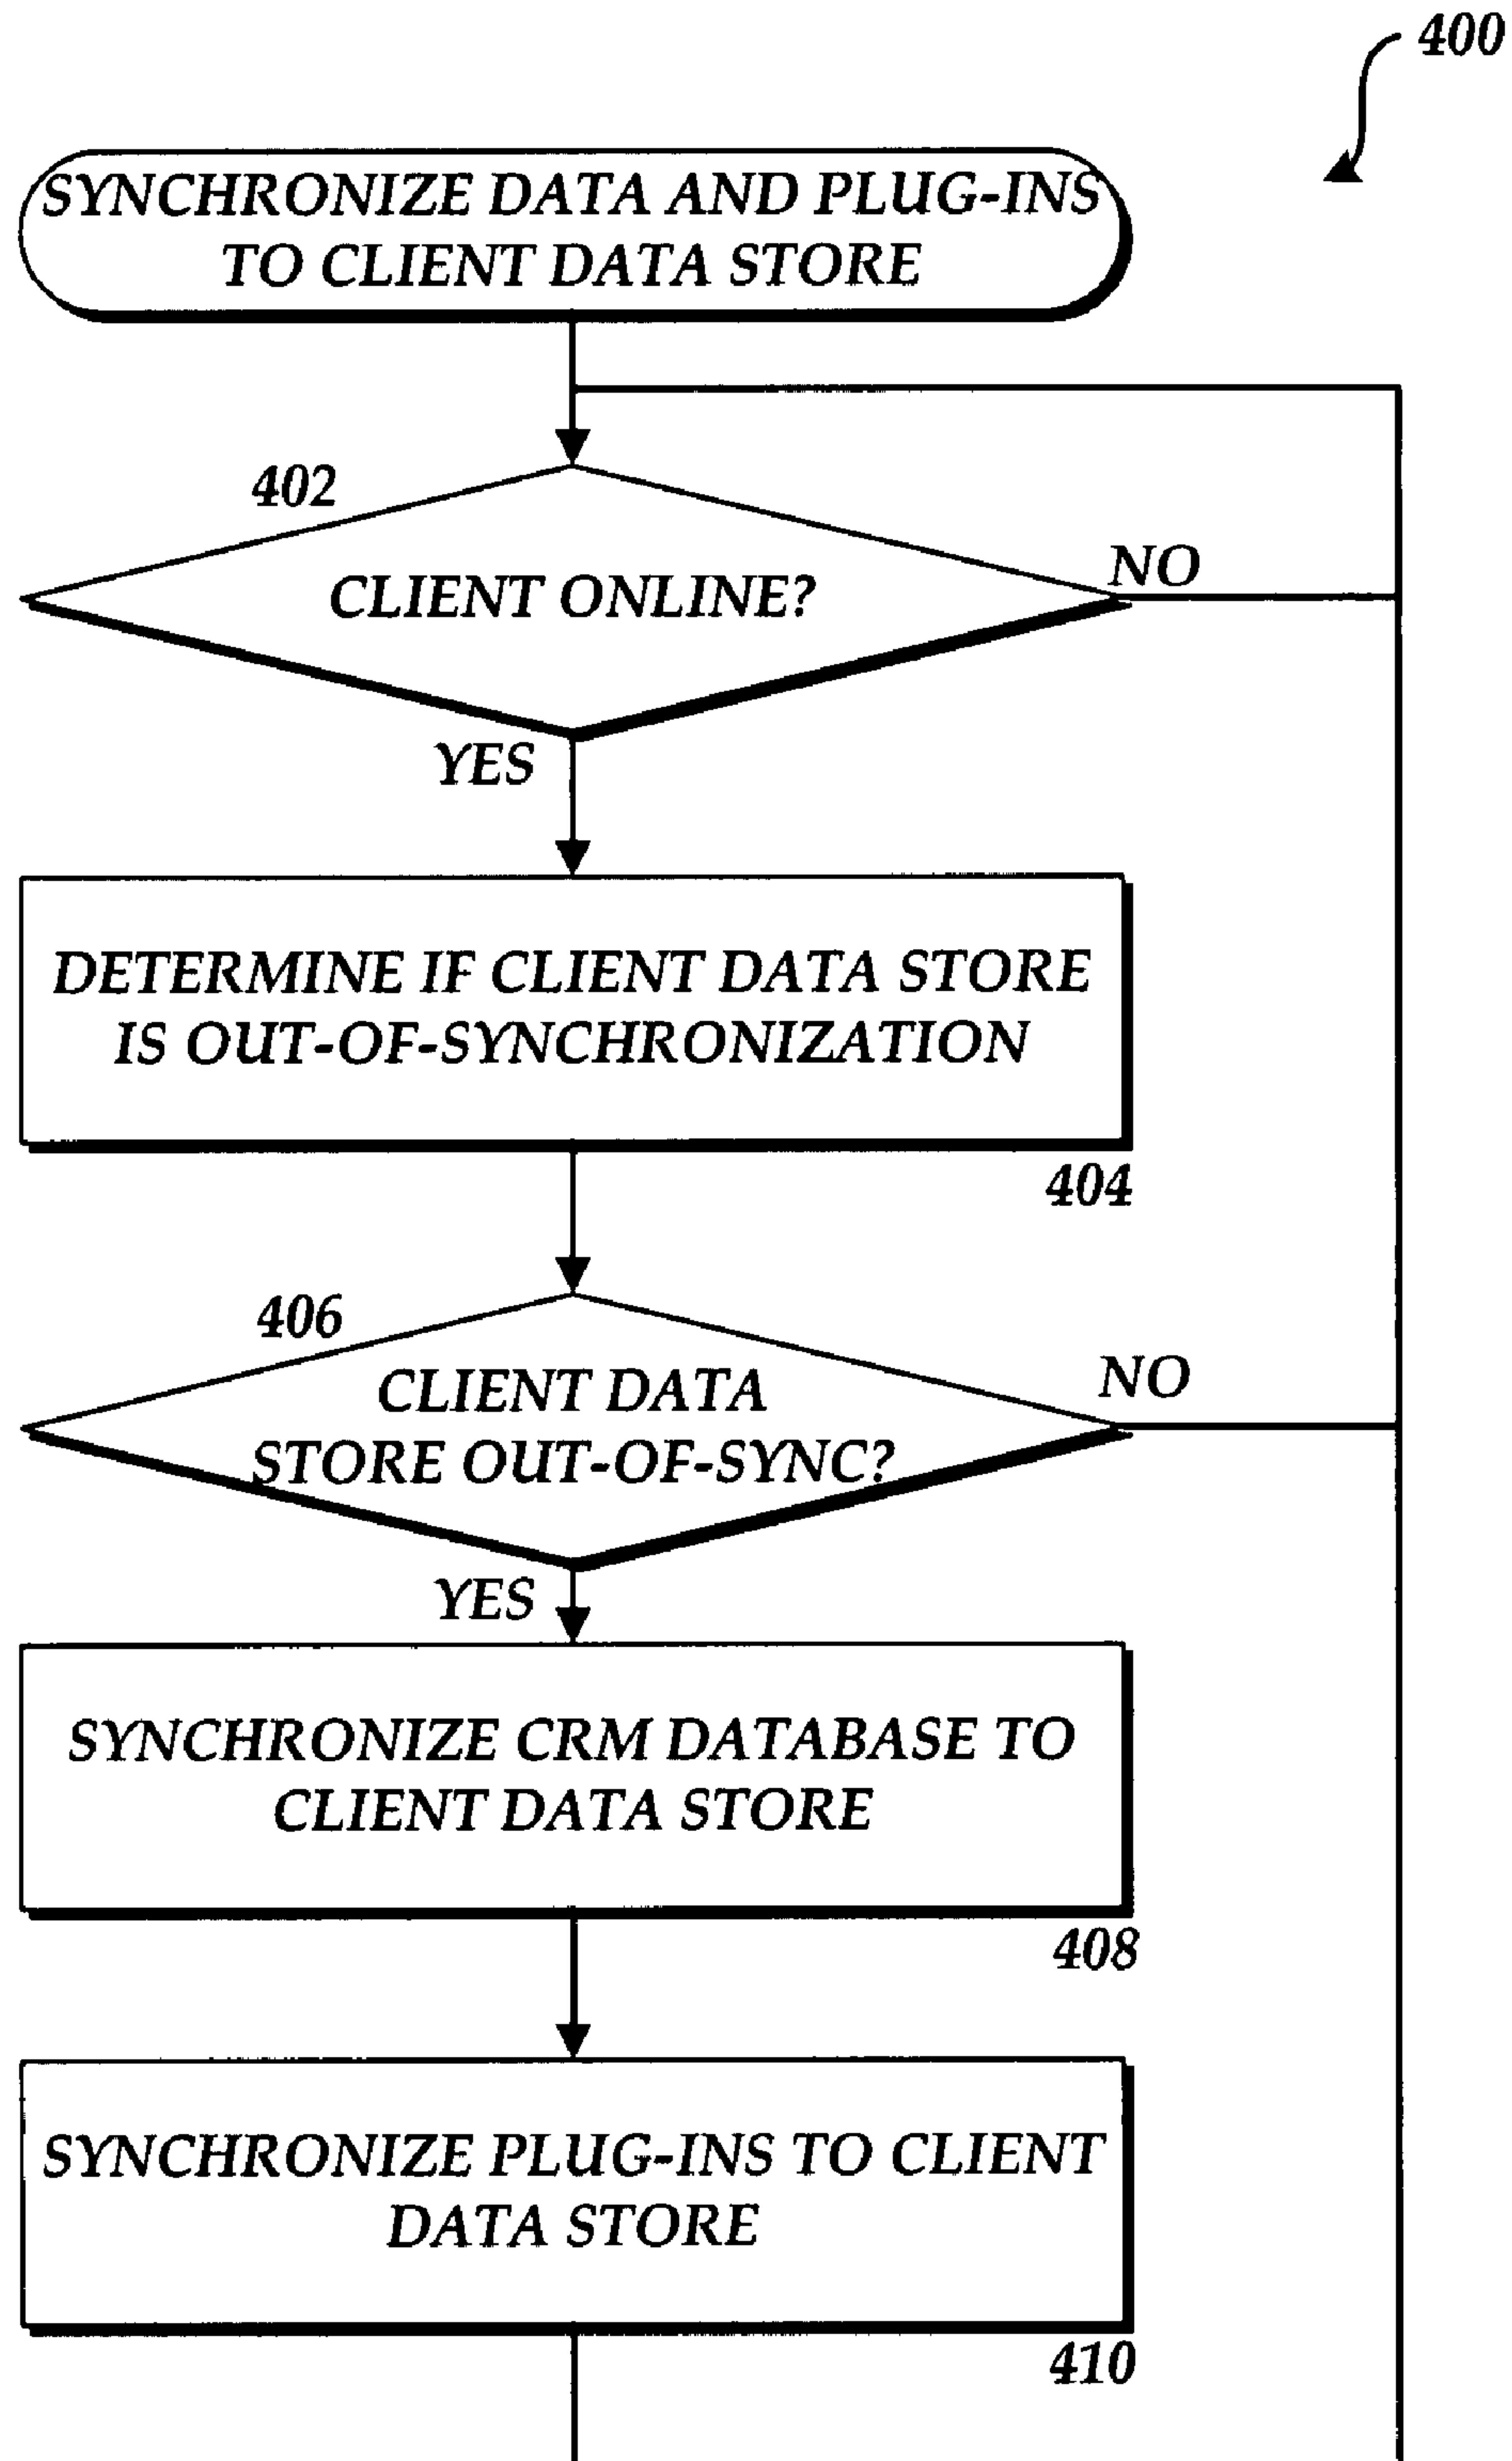 400
SYNCHRONIZE DATA AND PLUG-INS
TO CLIENT DATA STORE
402
CLIENT ONLINE?
NO
YES
DETERMINE IF CLIENT DATA STORE
IS OUT-OF-SYNCHRONIZATION
404
406
CLIENT DATA
STORE OUT-OF-SYNC?
NO
YES
SYNCHRONIZE CRM DATABASE TO
CLIENT DATA STORE
408
SYNCHRONIZE PLUG-INS TO CLIENT
DATA STORE
410